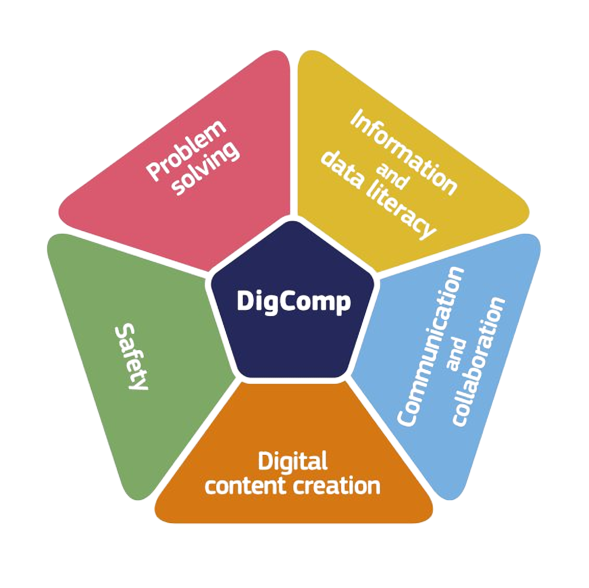 Problem
solving
Information
and
data literacy
DigComp
Communication
and
collaboration
Safety
Digital
content creation